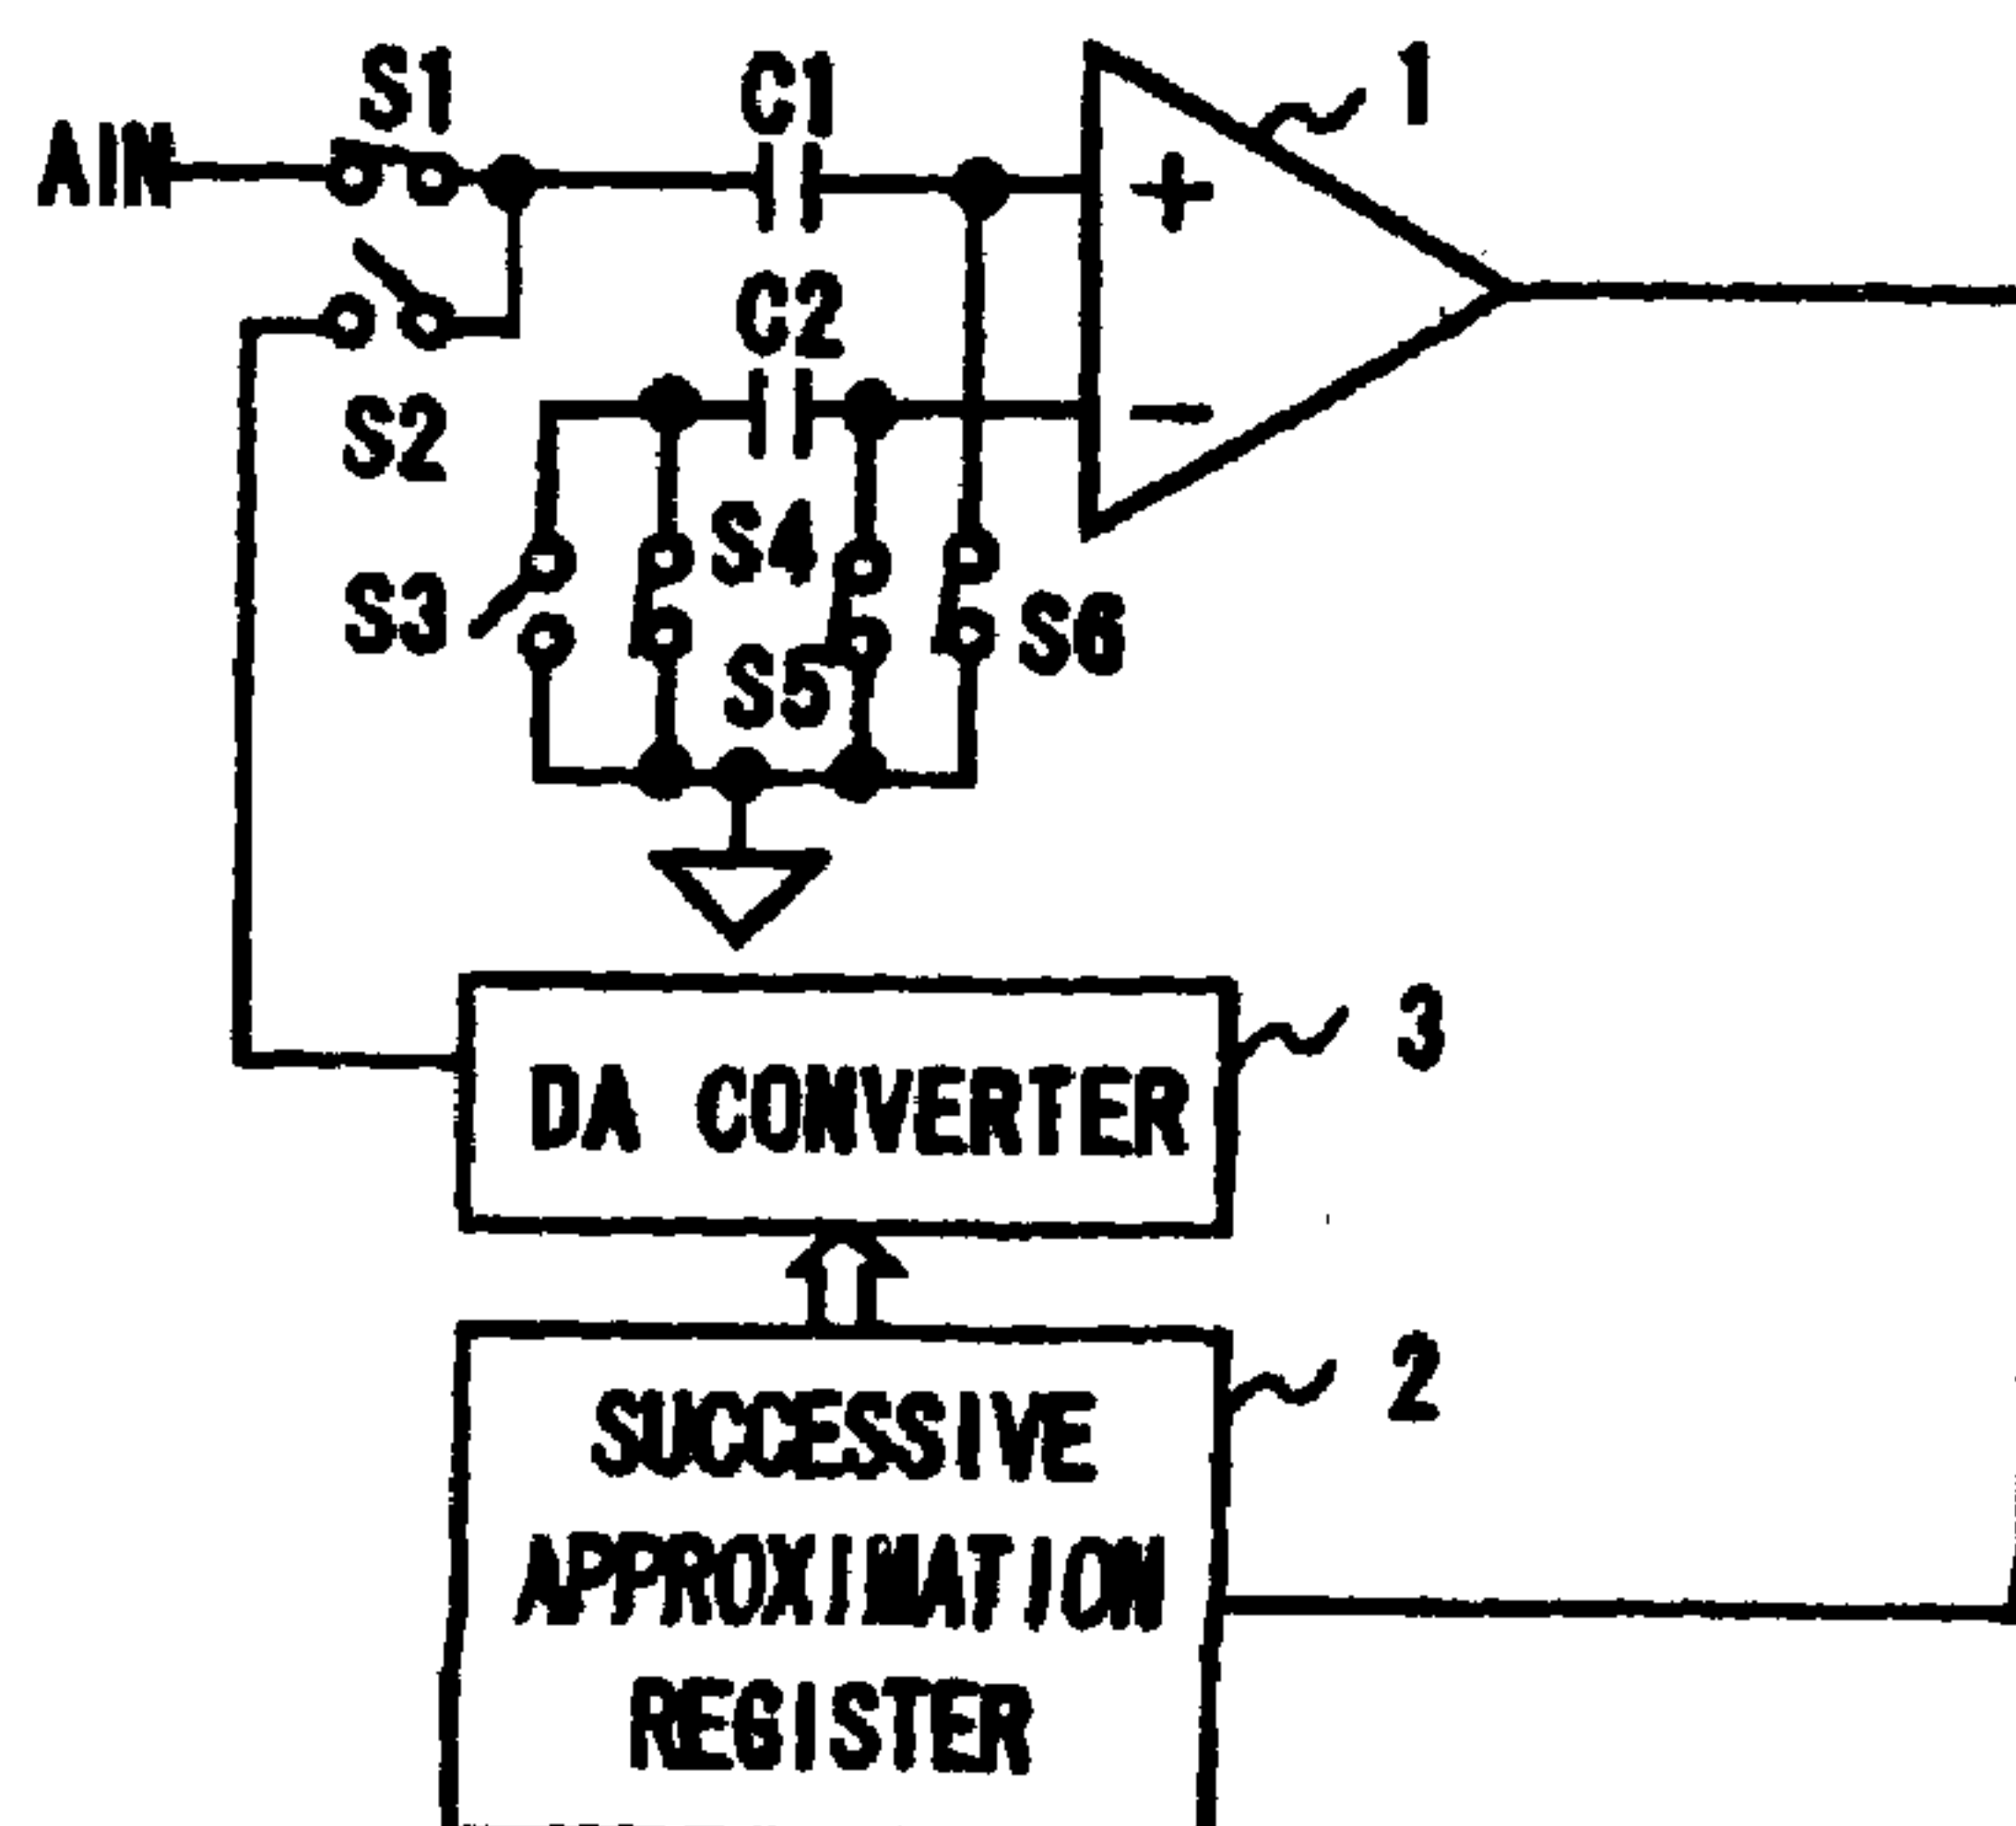 S1
C1
1
AIN
+
C2
S2
−
S4
S3
S6
S5
DA CONVERTER
3
SUCCESSIVE
APPROXIMATION
REGISTER
2